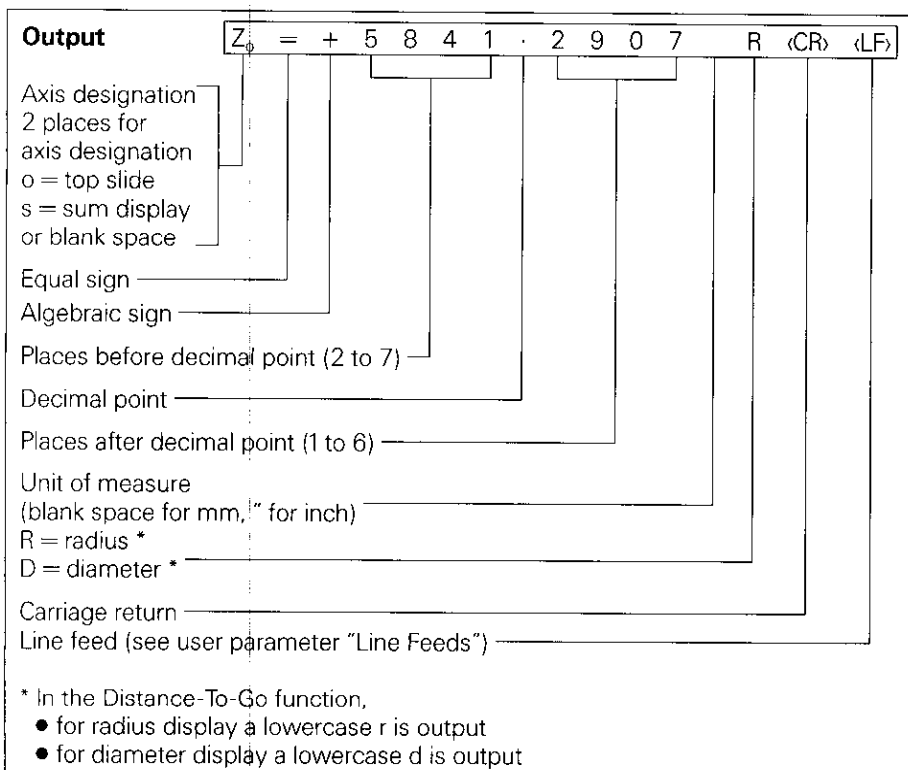 Output Zo = + 5 8 4 1 . 2 9 0 7 R ‹CR› ‹LF›
Axis designation
2 places for
axis designation
o = top slide
s = sum display
or blank space
Equal sign
Algebraic sign
Places before decimal point (2 to 7)
Decimal point
Places after decimal point (1 to 6)
Unit of measure
(blank space for mm, " for inch)
R = radius *
D = diameter *
Carriage return
Line feed (see user parameter "Line Feeds")
* In the Distance-To-Go function,
● for radius display a lowercase r is output
● for diameter display a lowercase d is output